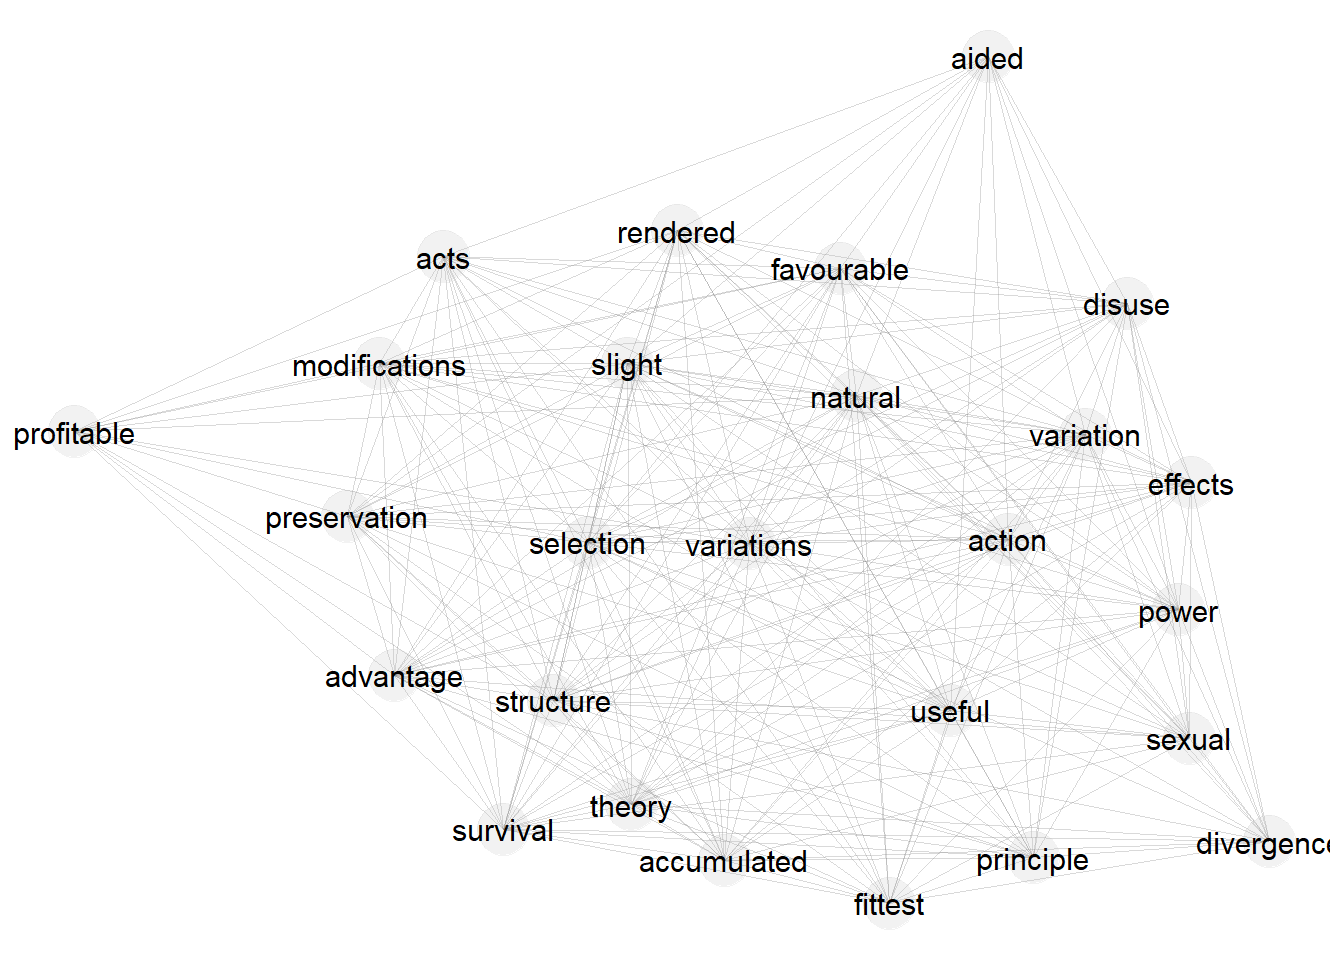 aided
rendered
acts
favourable
disuse
modifications
slight
natural
profitable
variation
effects
preservation
selection
variations
action
power
advantage
structure
useful
sexual
theory
survival
accumulated
principle
divergence
fittest